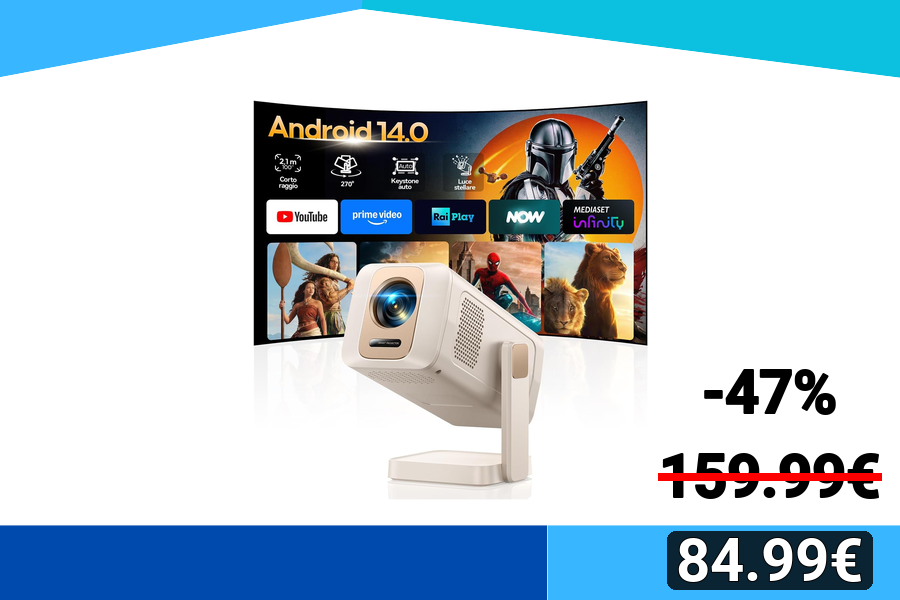 Android 14.0
2,1 m
100"
Auto
Corto
raggio
270°
Keystone
auto
Luce
stellare
YouTube
prime video
Rai Play
NOW
MEDIASET
infinity
-47%
159.99€
84.99€